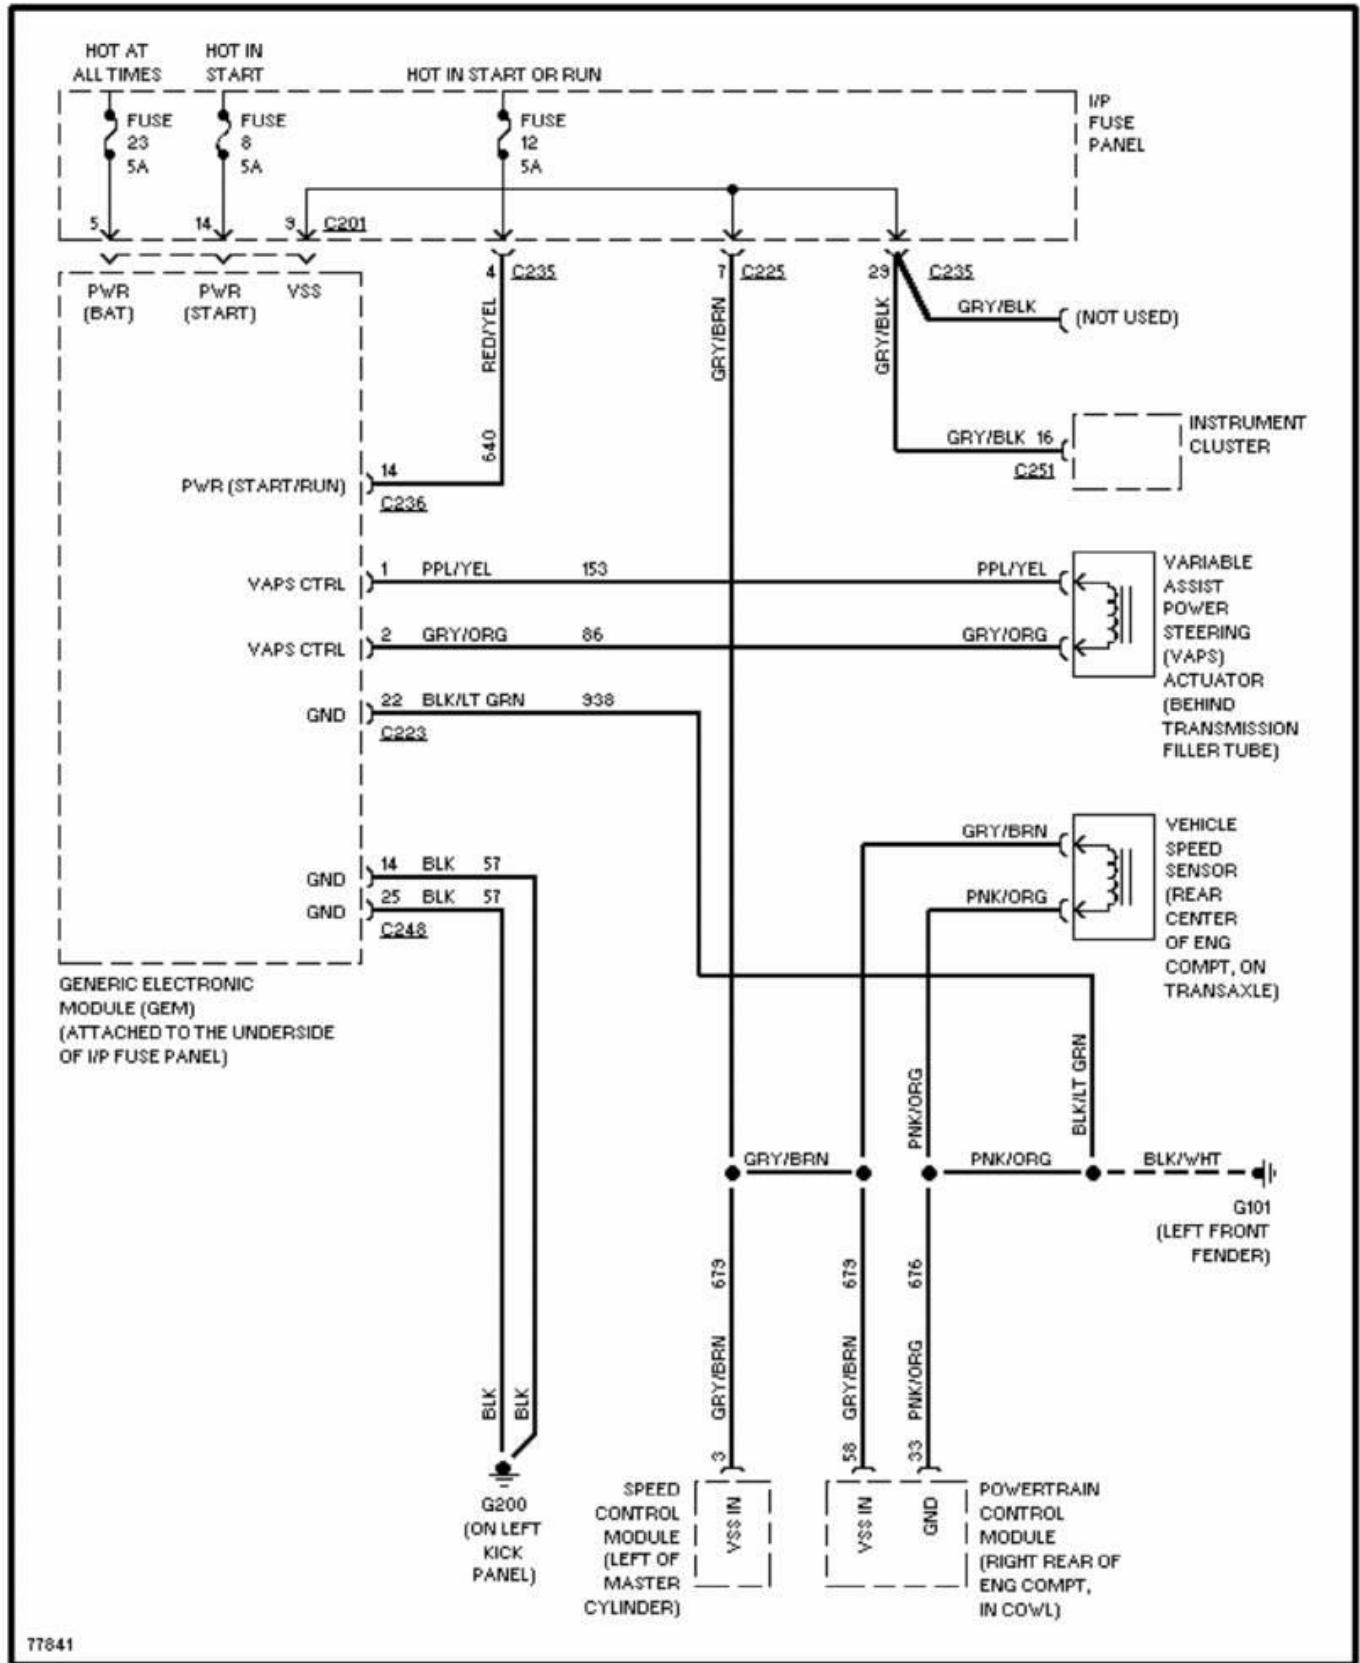 HOT AT
ALL TIMES
HOT IN
START
HOT IN START OR RUN
FUSE
23
5A
FUSE
8
5A
FUSE
12
5A
I/P
FUSE
PANEL
5
14
9
C201
4
C235
7
C225
29
C235
PWR
(BAT)
PWR
(START)
VSS
RED/YEL
640
GRY/BRN
GRY/BLK
GRY/BLK
(NOT USED)
GRY/BLK 16
C251
INSTRUMENT
CLUSTER
PWR (START/RUN)
14
C236
VAPS CTRL
1
PPL/YEL
153
PPL/YEL
VAPS CTRL
2
GRY/ORG
86
GRY/ORG
VARIABLE
ASSIST
POWER
STEERING
(VAPS)
ACTUATOR
(BEHIND
TRANSMISSION
FILLER TUBE)
GND
22
BLK/LT GRN
938
C223
GND
14
BLK
57
GND
25
BLK
57
C248
GRY/BRN
PNK/ORG
VEHICLE
SPEED
SENSOR
(REAR
CENTER
OF ENG
COMPT, ON
TRANSAXLE)
GENERIC ELECTRONIC
MODULE (GEM)
(ATTACHED TO THE UNDERSIDE
OF I/P FUSE PANEL)
PNK/ORG
BLK/LT GRN
GRY/BRN
PNK/ORG
BLK/WHT
G101
(LEFT FRONT
FENDER)
679
679
676
GRY/BRN
GRY/BRN
PNK/ORG
BLK
BLK
3
58
33
G200
(ON LEFT
KICK
PANEL)
SPEED
CONTROL
MODULE
(LEFT OF
MASTER
CYLINDER)
VSS IN
VSS IN
GND
POWERTRAIN
CONTROL
MODULE
(RIGHT REAR OF
ENG COMPT,
IN COWL)
77841